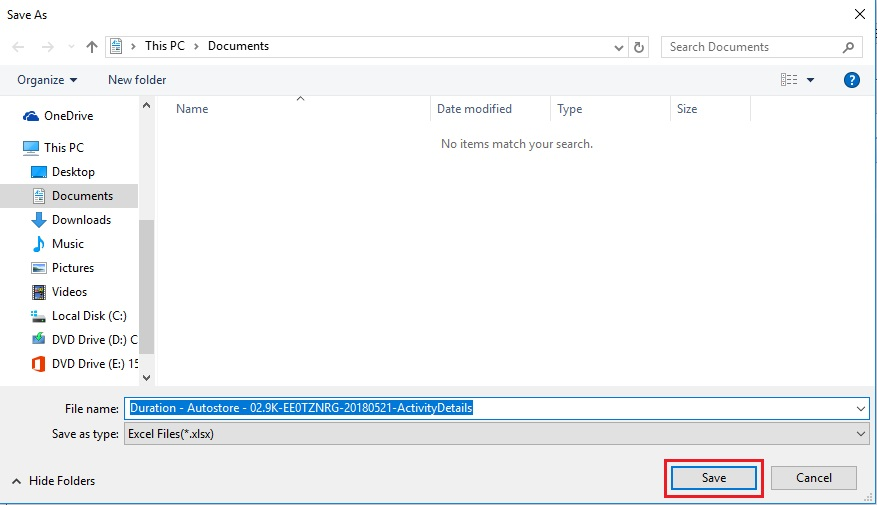 Save As
This PC > Documents
Search Documents
Organize
New folder
?
Name
Date modified
Type
Size
No items match your search.
OneDrive
This PC
Desktop
Documents
Downloads
Music
Pictures
Videos
Local Disk (C:)
DVD Drive (D:) C
DVD Drive (E:) 15
File name:
Duration - Autostore - 02.9K-EE0TZNRG-20180521-ActivityDetails
Save as type:
Excel Files(*.xlsx)
Hide Folders
Save
Cancel